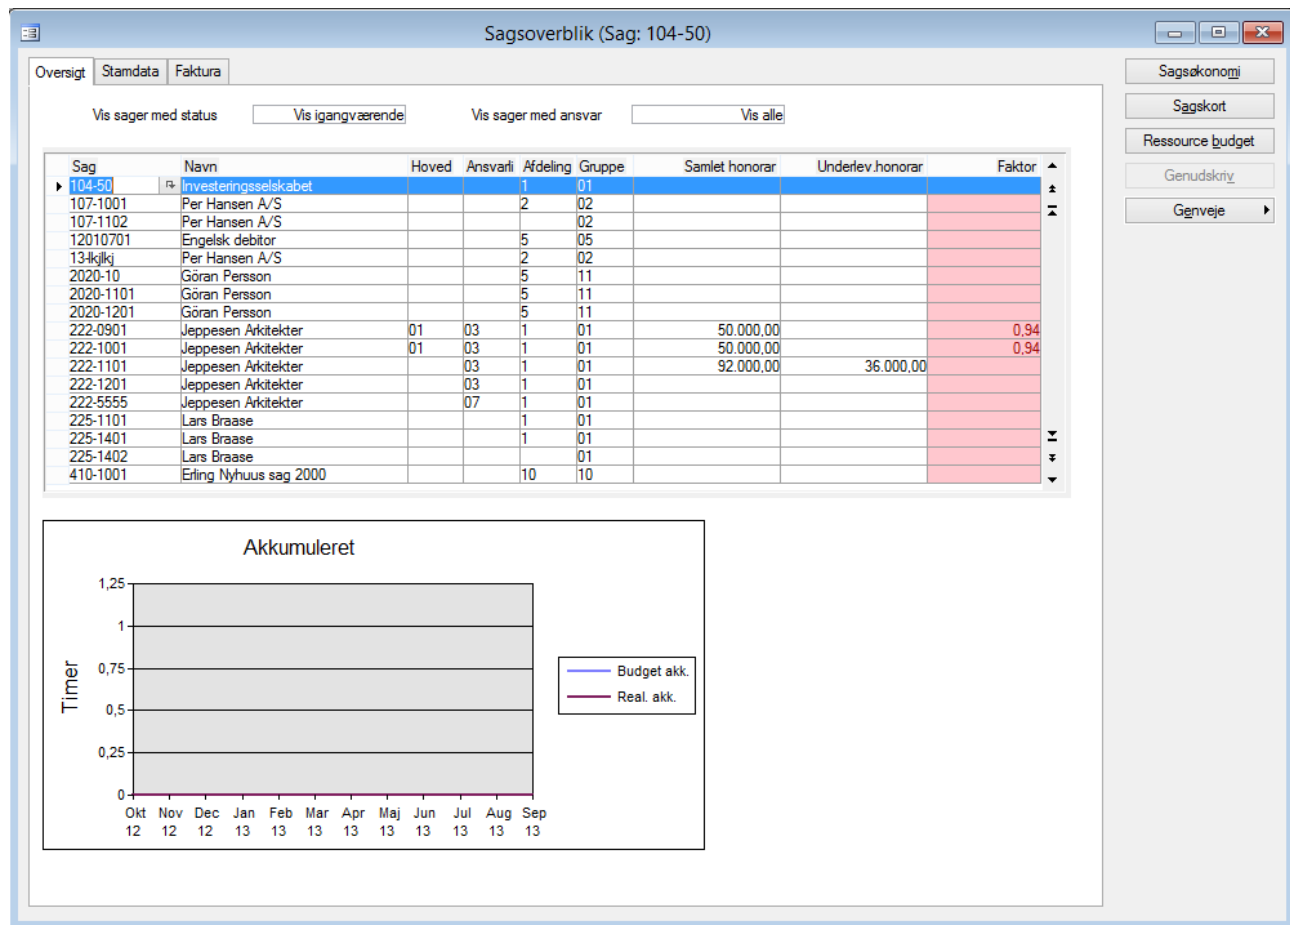 Sagsoverblik (Sag: 104-50)
Oversigt Stamdata Faktura
Vis sager med status Vis igangværende Vis sager med ansvar Vis alle
Sag Navn Hoved Ansvarli Afdeling Gruppe Samlet honorar Underlev.honorar Faktor
104-50 Investeringsselskabet 1 01
107-1001 Per Hansen A/S 2 02
107-1102 Per Hansen A/S 02
12010701 Engelsk debitor 5 05
13-lkjlkj Per Hansen A/S 2 02
2020-10 Göran Persson 5 11
2020-1101 Göran Persson 5 11
2020-1201 Göran Persson 5 11
222-0901 Jeppesen Arkitekter 01 03 1 01 50.000,00 0,94
222-1001 Jeppesen Arkitekter 01 03 1 01 50.000,00 0,94
222-1101 Jeppesen Arkitekter 03 1 01 92.000,00 36.000,00
222-1201 Jeppesen Arkitekter 03 1 01
222-5555 Jeppesen Arkitekter 07 1 01
225-1101 Lars Braase 1 01
225-1401 Lars Braase 1 01
225-1402 Lars Braase 01
410-1001 Erling Nyhuus sag 2000 10 10
Sagsøkonomi
Sagskort
Ressource budget
Genudskriv
Genveje
Akkumuleret
Timer
1,25
1
0,75
0,5
0,25
0
Okt Nov Dec Jan Feb Mar Apr Maj Jun Jul Aug Sep
12 12 12 13 13 13 13 13 13 13 13 13
Budget akk.
Real. akk.